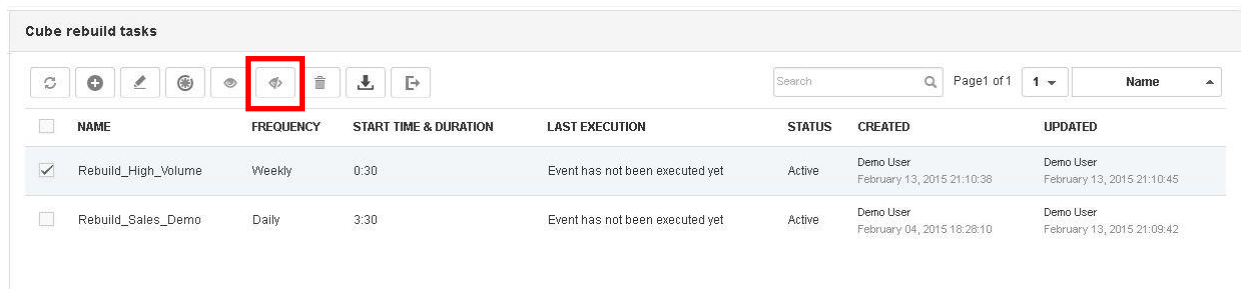 Cube rebuild tasks
Search Page1 of 1 1 Name
NAME FREQUENCY START TIME & DURATION LAST EXECUTION STATUS CREATED UPDATED
Rebuild_High_Volume Weekly 0:30 Event has not been executed yet Active Demo User February 13, 2015 21:10:38 Demo User February 13, 2015 21:10:45
Rebuild_Sales_Demo Daily 3:30 Event has not been executed yet Active Demo User February 04, 2015 18:28:10 Demo User February 13, 2015 21:09:42